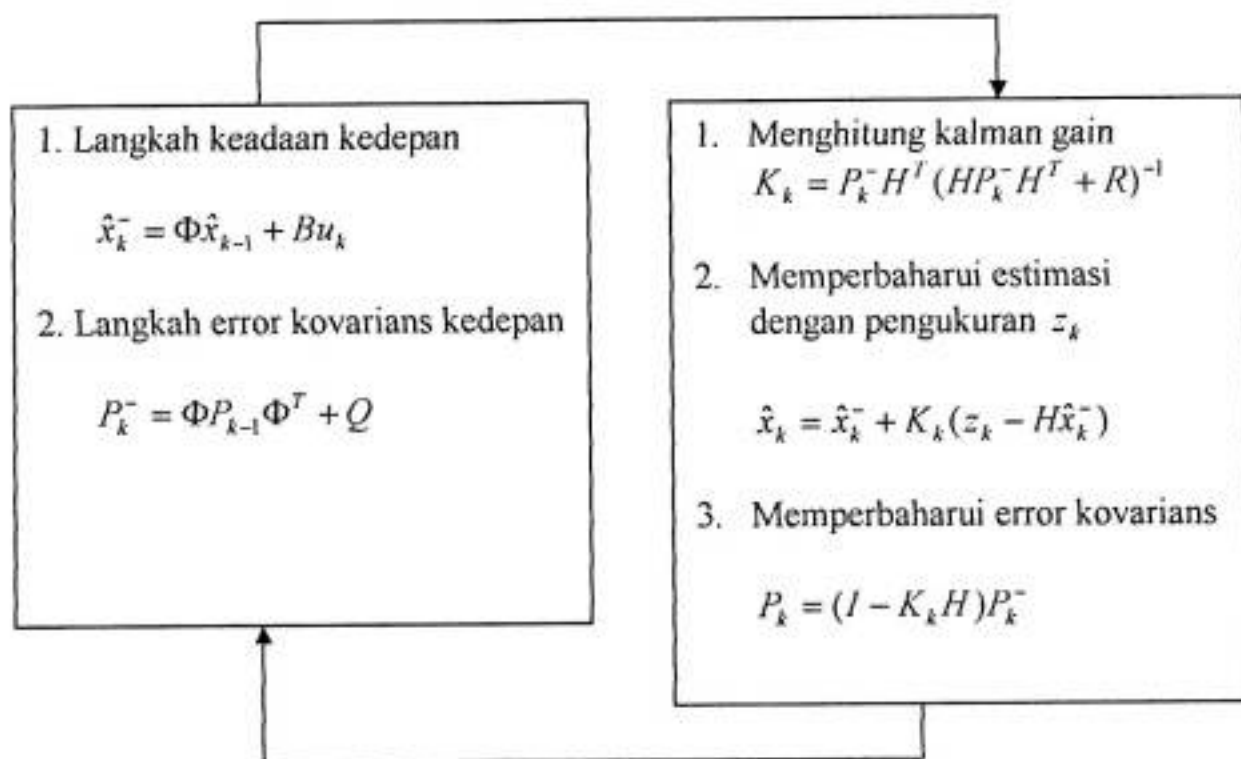 1. Langkah keadaan kedepan
x̂ₖ⁻ = Φx̂ₖ₋₁ + Buₖ
2. Langkah error kovarians kedepan
Pₖ⁻ = ΦPₖ₋₁Φᵀ + Q
1. Menghitung kalman gain
Kₖ = Pₖ⁻Hᵀ(HPₖ⁻Hᵀ + R)⁻¹
2. Memperbaharui estimasi
dengan pengukuran zₖ
x̂ₖ = x̂ₖ⁻ + Kₖ(zₖ − Hx̂ₖ⁻)
3. Memperbaharui error kovarians
Pₖ = (I − KₖH)Pₖ⁻